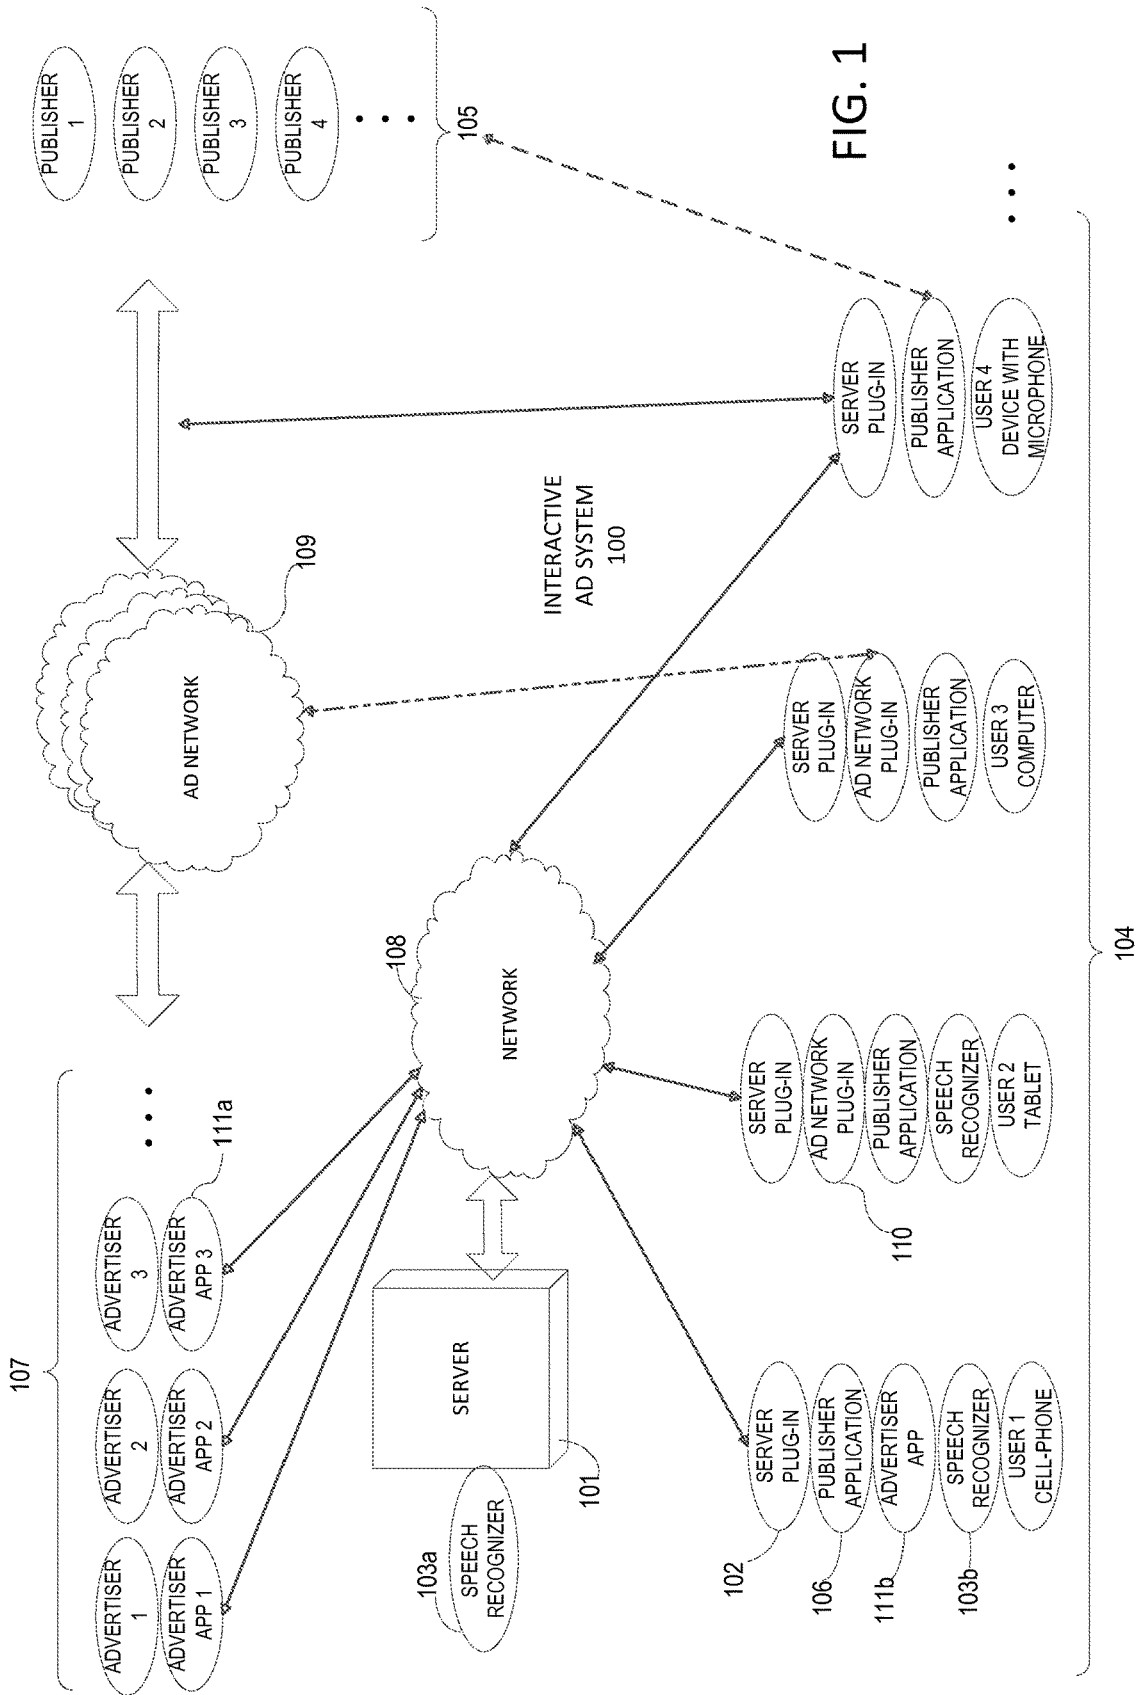 107
ADVERTISER
1
ADVERTISER
APP 1
ADVERTISER
2
ADVERTISER
APP 2
ADVERTISER
3
ADVERTISER
APP 3
111a
AD NETWORK
109
PUBLISHER
1
PUBLISHER
2
PUBLISHER
3
PUBLISHER
4
105
103a
SPEECH
RECOGNIZER
SERVER
101
NETWORK
108
INTERACTIVE
AD SYSTEM
100
102
106
111b
103b
SERVER
PLUG-IN
PUBLISHER
APPLICATION
ADVERTISER
APP
SPEECH
RECOGNIZER
USER 1
CELL-PHONE
SERVER
PLUG-IN
AD NETWORK
PLUG-IN
PUBLISHER
APPLICATION
SPEECH
RECOGNIZER
USER 2
TABLET
110
SERVER
PLUG-IN
AD NETWORK
PLUG-IN
PUBLISHER
APPLICATION
USER 3
COMPUTER
SERVER
PLUG-IN
PUBLISHER
APPLICATION
USER 4
DEVICE WITH
MICROPHONE
104
FIG. 1